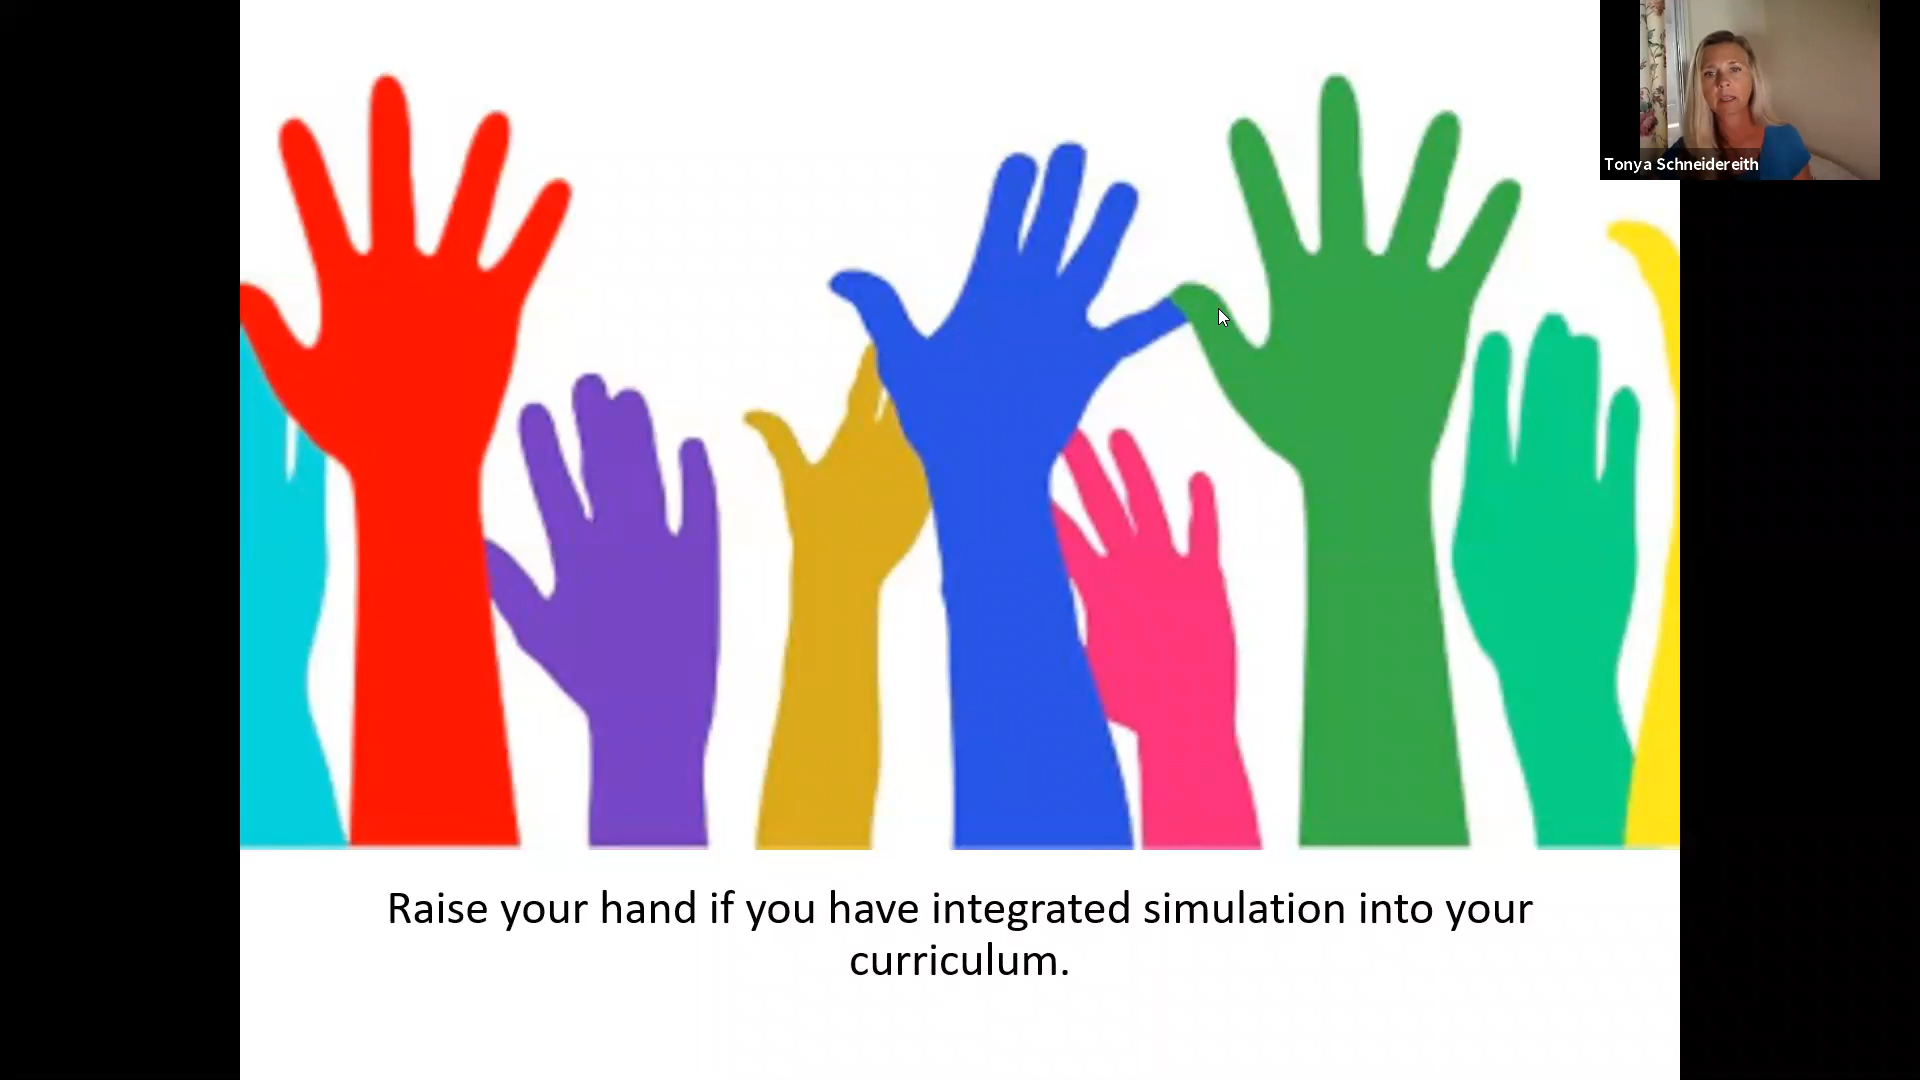 Tonya Schneidereith
Raise your hand if you have integrated simulation into your
curriculum.